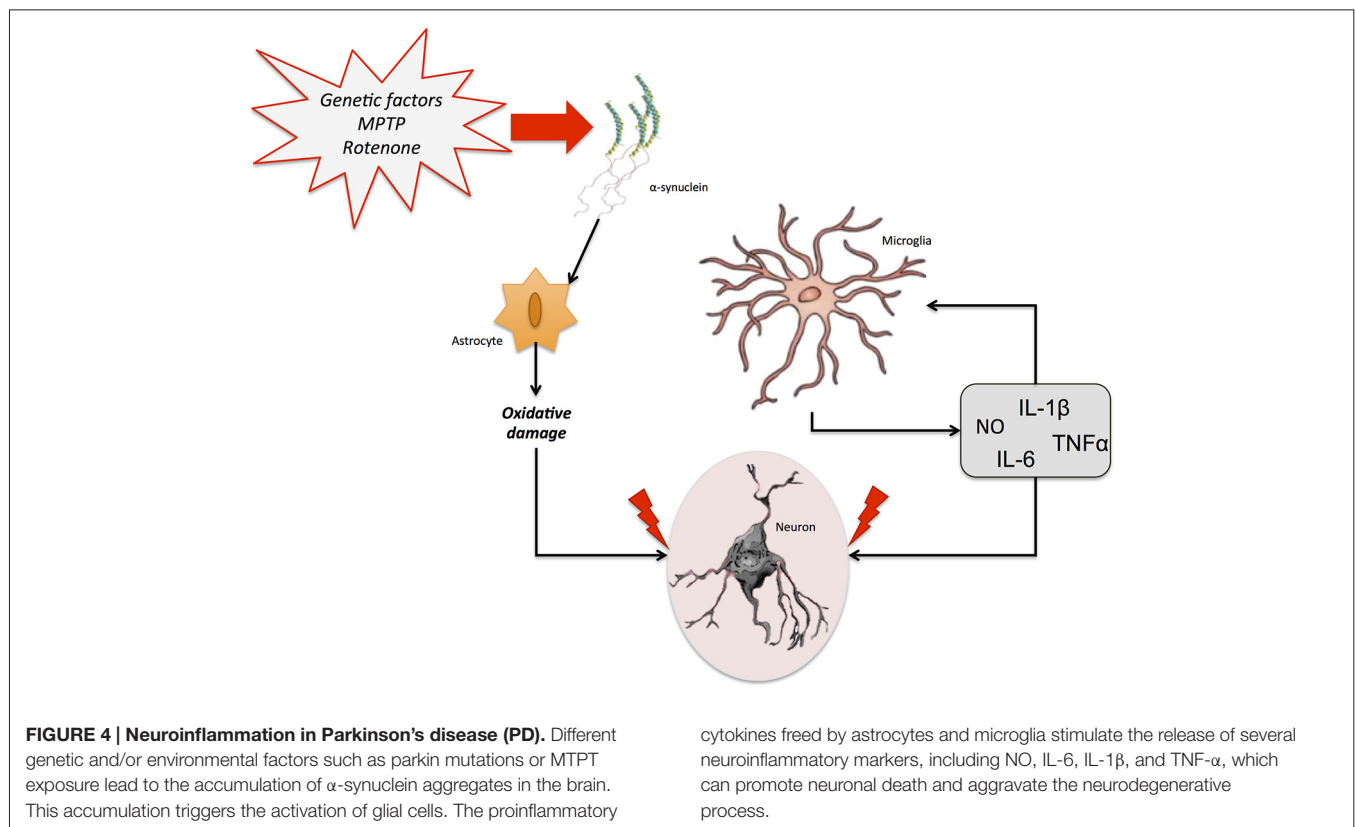 Genetic factors
MPTP
Rotenone
α-synuclein
Microglia
Astrocyte
Oxidative
damage
IL-1β
NO
TNFα
IL-6
Neuron
FIGURE 4 | Neuroinflammation in Parkinson's disease (PD). Different
genetic and/or environmental factors such as parkin mutations or MTPT
exposure lead to the accumulation of α-synuclein aggregates in the brain.
This accumulation triggers the activation of glial cells. The proinflammatory
cytokines freed by astrocytes and microglia stimulate the release of several
neuroinflammatory markers, including NO, IL-6, IL-1β, and TNF-α, which
can promote neuronal death and aggravate the neurodegenerative
process.